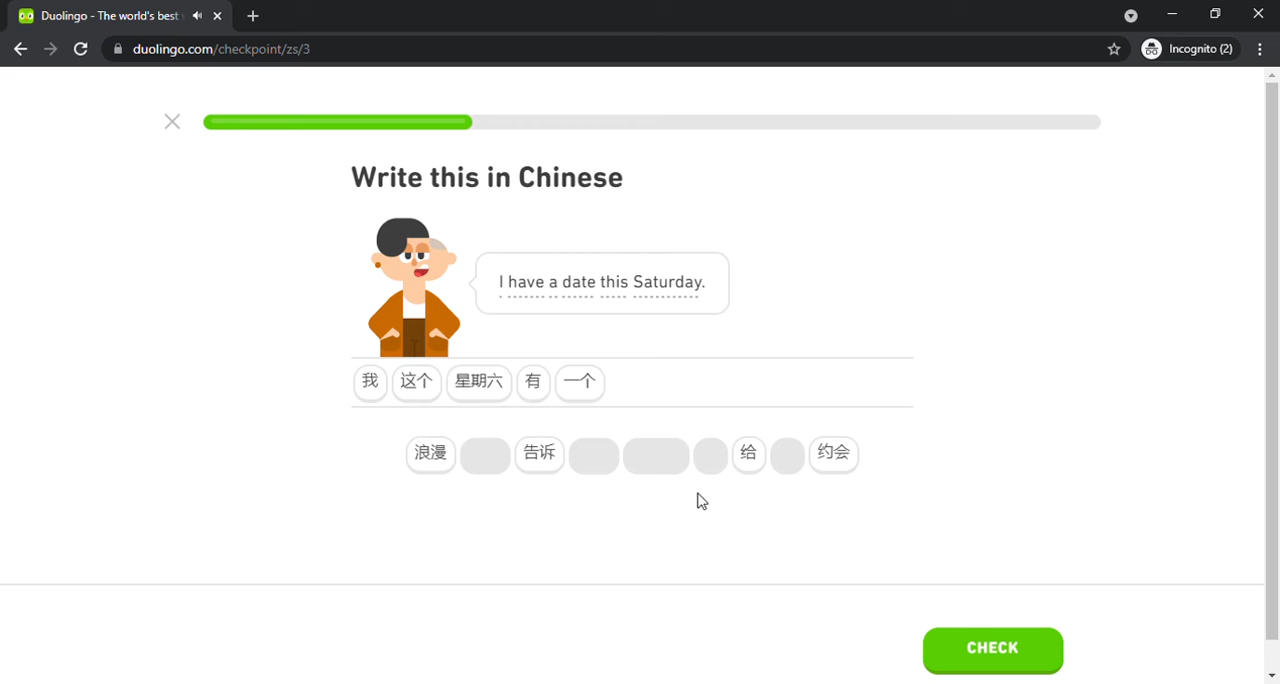 Duolingo - The world's best
duolingo.com/checkpoint/zs/3
Incognito (2)
Write this in Chinese
I have a date this Saturday.
我 这个 星期六 有 一个
浪漫 告诉 给 约会
CHECK